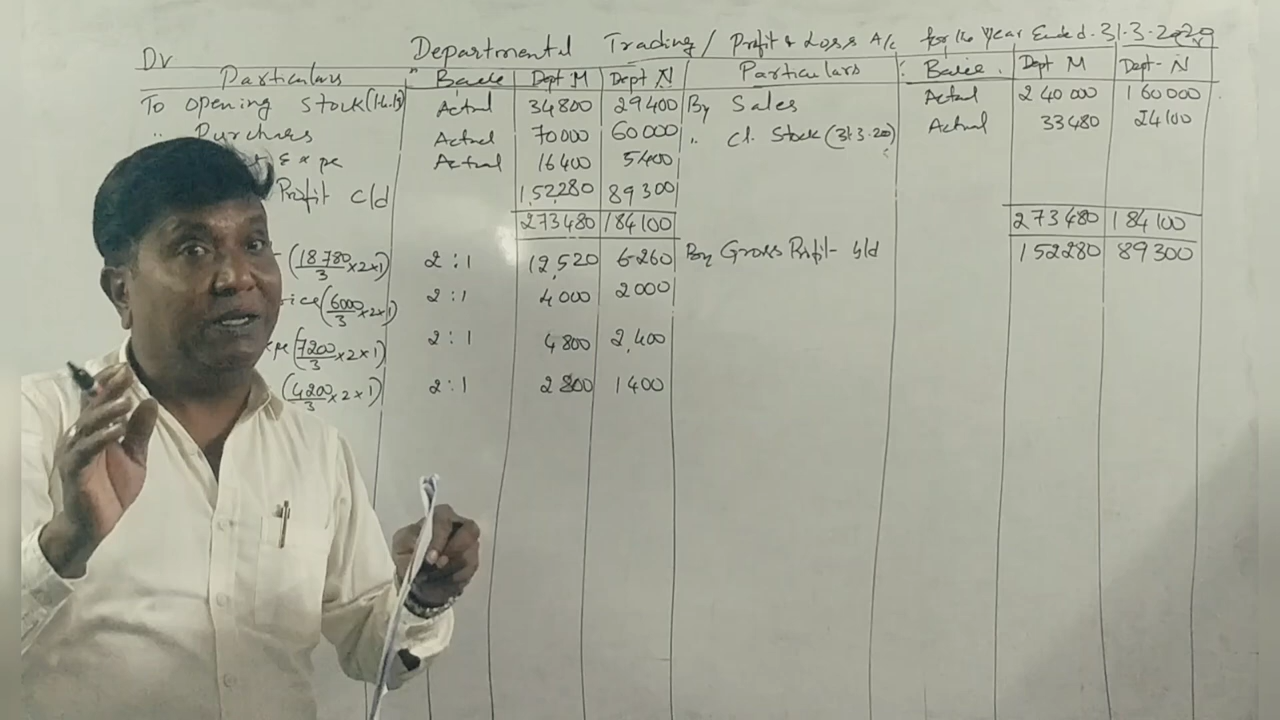 Departmental Trading / Profit & Loss A/c for the Year Ended 31.3.2020
Dr
Particulars Basic Dept M Dept N Particulars Basic Dept M Dept N
To opening Stock Actual 34800 29400 By Sales Actual 240000 160000
" Purchases Actual 70000 60000 " Cl. Stock (31.3.20) Actual 33480 24100
Expe Actual 16400 5400
Profit c/d 1,52280 89300
273480 184100 273480 184100
(18780/3 x2x1) 2:1 12,520 6260 By Gross Profit b/d 152280 89300
(6000/3 x2x1) 2:1 4000 2000
(7200/3 x2x1) 2:1 4800 2,400
(4200/3 x2x1) 2:1 2800 1400